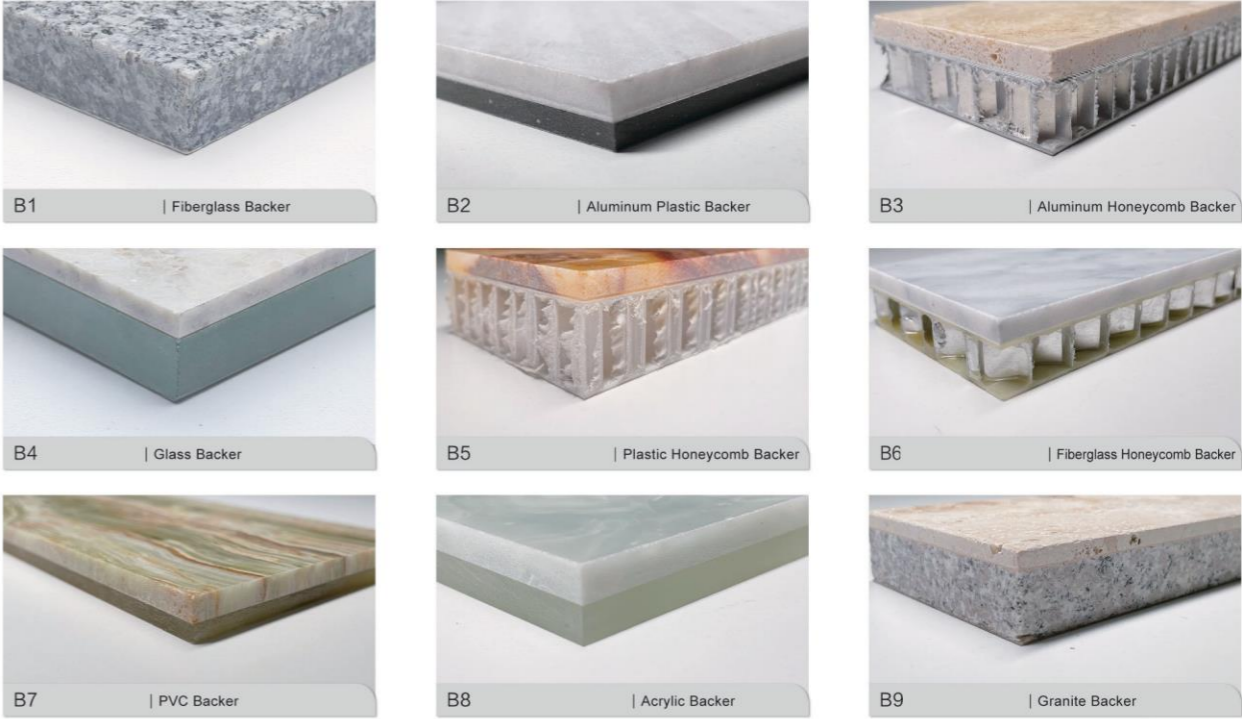 B1 | Fiberglass Backer
B2 | Aluminum Plastic Backer
B3 | Aluminum Honeycomb Backer
B4 | Glass Backer
B5 | Plastic Honeycomb Backer
B6 | Fiberglass Honeycomb Backer
B7 | PVC Backer
B8 | Acrylic Backer
B9 | Granite Backer